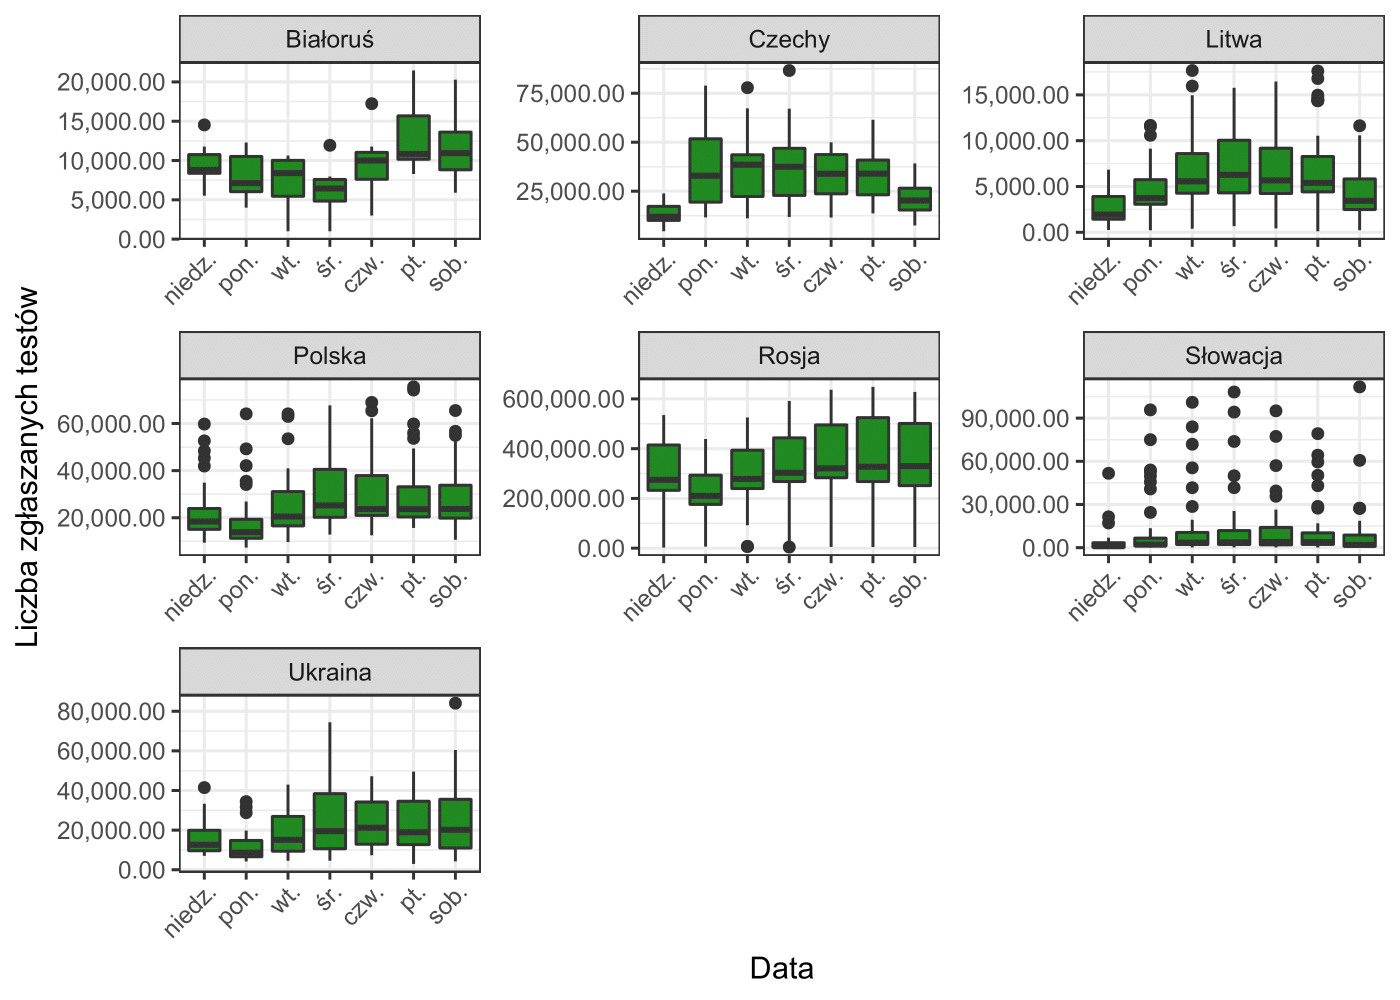 Białoruś
Czechy
Litwa
20,000.00
15,000.00
10,000.00
5,000.00
0.00
75,000.00
50,000.00
25,000.00
15,000.00
10,000.00
5,000.00
0.00
niedz. pon. wt. śr. czw. pt. sob.
niedz. pon. wt. śr. czw. pt. sob.
niedz. pon. wt. śr. czw. pt. sob.
Liczba zgłaszanych testów
Polska
Rosja
Słowacja
60,000.00
40,000.00
20,000.00
600,000.00
400,000.00
200,000.00
0.00
90,000.00
60,000.00
30,000.00
0.00
niedz. pon. wt. śr. czw. pt. sob.
niedz. pon. wt. śr. czw. pt. sob.
niedz. pon. wt. śr. czw. pt. sob.
Ukraina
80,000.00
60,000.00
40,000.00
20,000.00
0.00
niedz. pon. wt. śr. czw. pt. sob.
Data